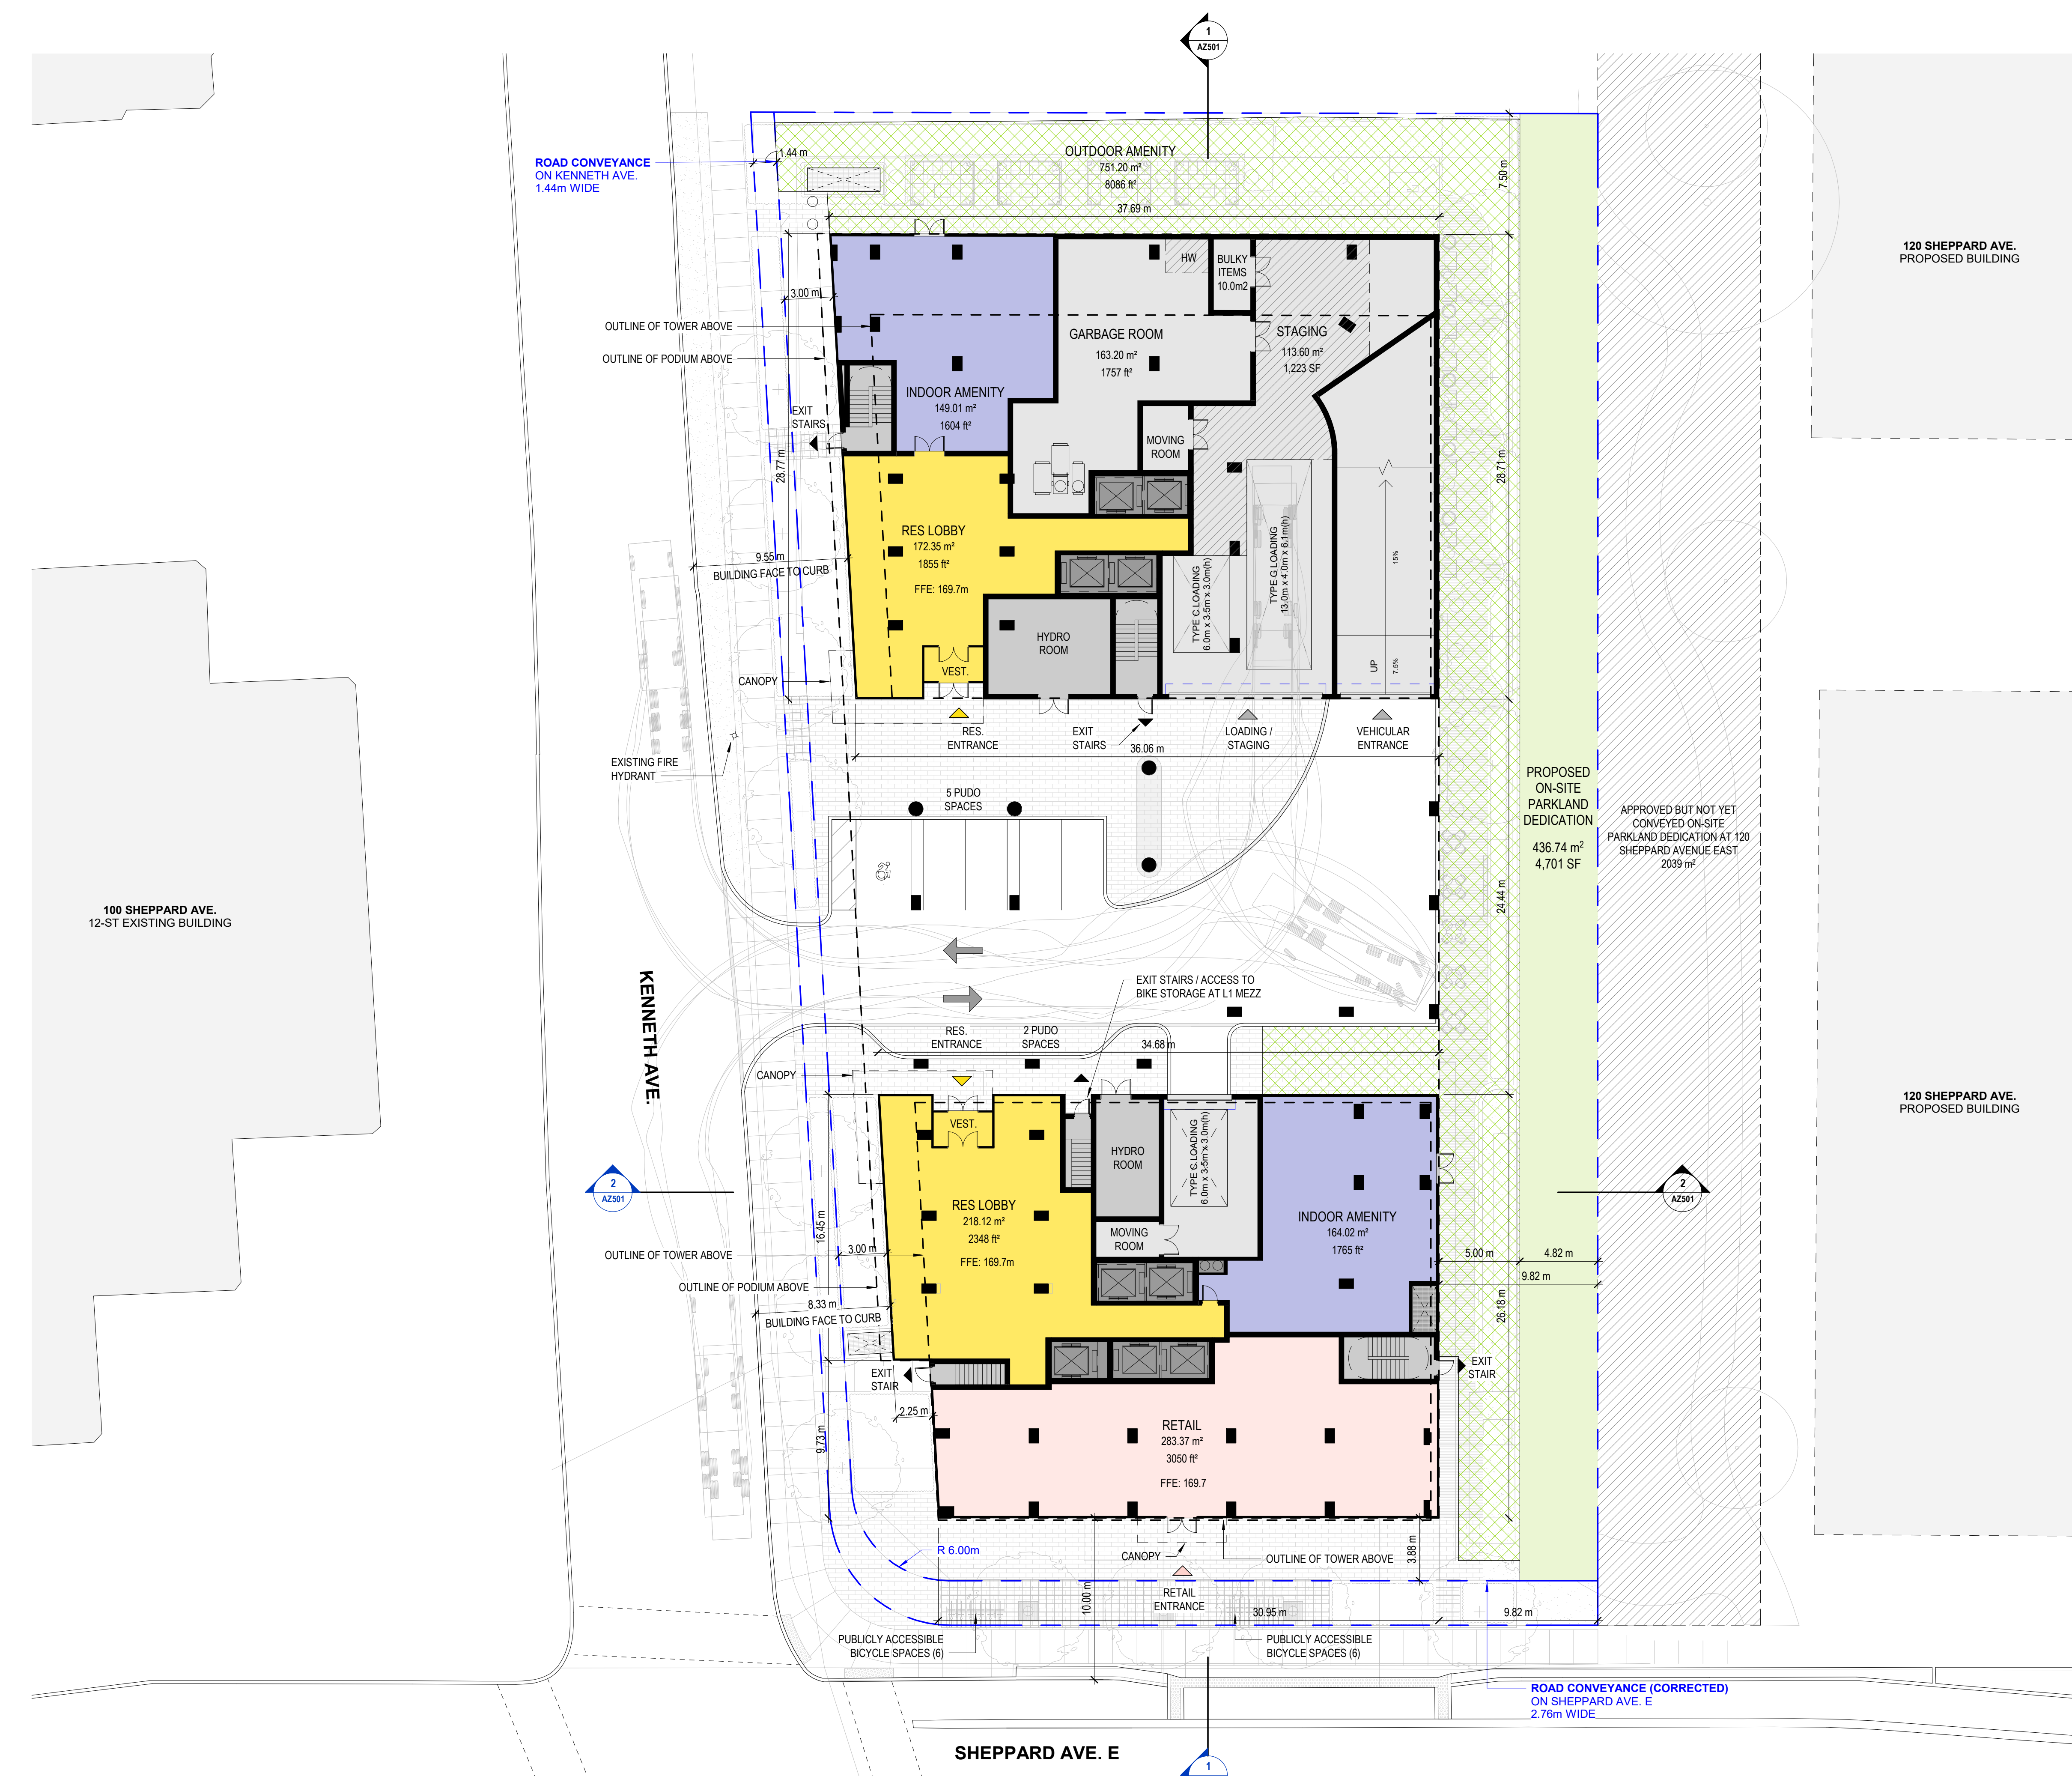 1
AZ501
ROAD CONVEYANCE
ON KENNETH AVE.
1.44m WIDE
1.44 m
OUTDOOR AMENITY
751.20 m²
8086 ft²
37.69 m
7.50 m
120 SHEPPARD AVE.
PROPOSED BUILDING
HW
BULKY
ITEMS
10.0m2
3.00 m
OUTLINE OF TOWER ABOVE
OUTLINE OF PODIUM ABOVE
GARBAGE ROOM
163.20 m²
1757 ft²
STAGING
113.60 m²
1,223 SF
INDOOR AMENITY
149.01 m²
1604 ft²
EXIT
STAIRS
MOVING
ROOM
28.77 m
28.71 m
RES LOBBY
172.35 m²
1855 ft²
FFE: 169.7m
9.55 m
BUILDING FACE TO CURB
TYPE C LOADING
6.0m x 3.5m x 3.0m(h)
TYPE G LOADING
13.0m x 4.0m x 6.1m(h)
15%
HYDRO
ROOM
UP
7.5%
VEST.
CANOPY
RES.
ENTRANCE
EXIT
STAIRS
LOADING /
STAGING
VEHICULAR
ENTRANCE
36.06 m
EXISTING FIRE
HYDRANT
5 PUDO
SPACES
PROPOSED
ON-SITE
PARKLAND
DEDICATION
436.74 m²
4,701 SF
APPROVED BUT NOT YET
CONVEYED ON-SITE
PARKLAND DEDICATION AT 120
SHEPPARD AVENUE EAST
2039 m²
24.44 m
100 SHEPPARD AVE.
12-ST EXISTING BUILDING
KENNETH AVE.
EXIT STAIRS / ACCESS TO
BIKE STORAGE AT L1 MEZZ
RES.
ENTRANCE
2 PUDO
SPACES
34.68 m
CANOPY
120 SHEPPARD AVE.
PROPOSED BUILDING
VEST.
HYDRO
ROOM
TYPE C LOADING
6.0m x 3.5m x 3.0m(h)
2
AZ501
2
AZ501
RES LOBBY
218.12 m²
2348 ft²
FFE: 169.7m
INDOOR AMENITY
164.02 m²
1765 ft²
MOVING
ROOM
16.45 m
3.00 m
OUTLINE OF TOWER ABOVE
OUTLINE OF PODIUM ABOVE
5.00 m
4.82 m
9.82 m
8.33 m
BUILDING FACE TO CURB
26.18 m
EXIT
STAIR
EXIT
STAIR
2.25 m
9.73 m
RETAIL
283.37 m²
3050 ft²
FFE: 169.7
R 6.00m
CANOPY
OUTLINE OF TOWER ABOVE
3.88 m
10.00 m
RETAIL
ENTRANCE
30.95 m
9.82 m
PUBLICLY ACCESSIBLE
BICYCLE SPACES (6)
PUBLICLY ACCESSIBLE
BICYCLE SPACES (6)
ROAD CONVEYANCE (CORRECTED)
ON SHEPPARD AVE. E
2.76m WIDE
SHEPPARD AVE. E
1